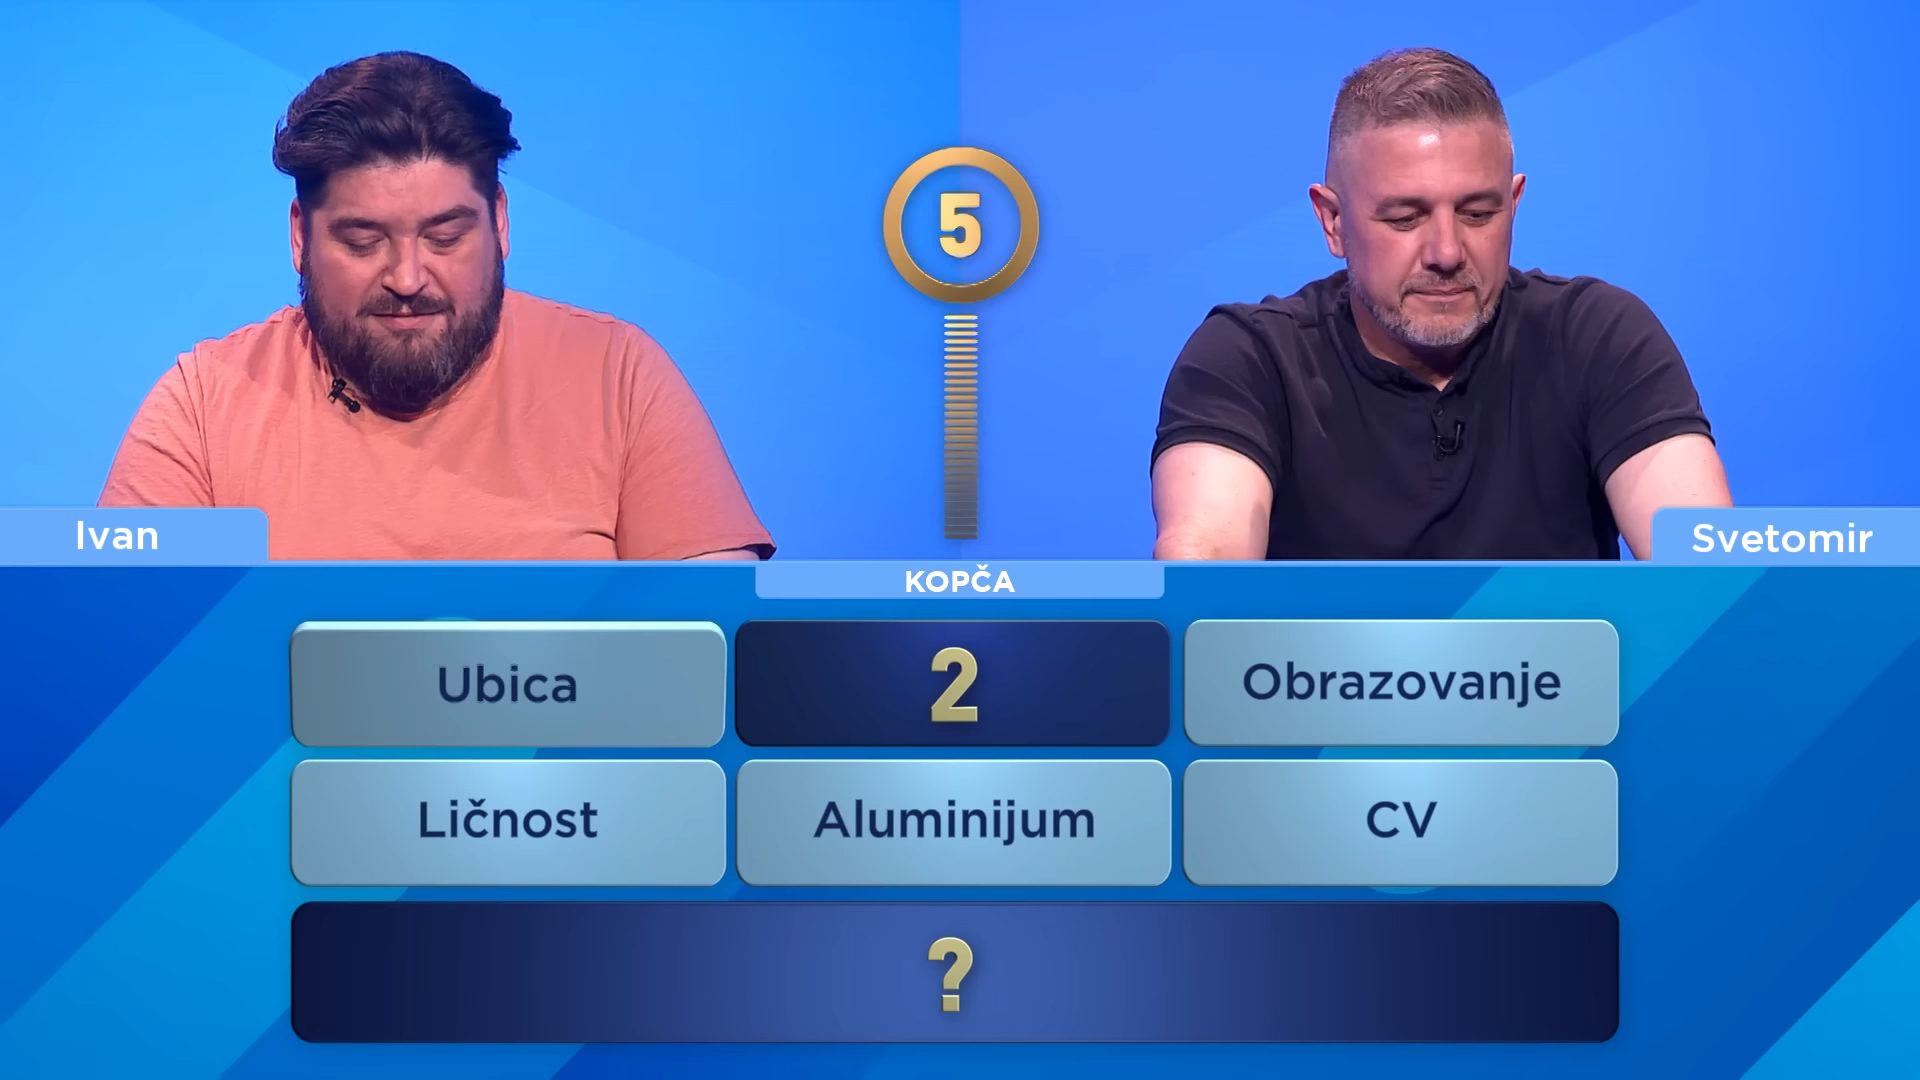 5
Ivan
Svetomir
KOPČA
Ubica
2
Obrazovanje
Ličnost
Aluminijum
CV
?